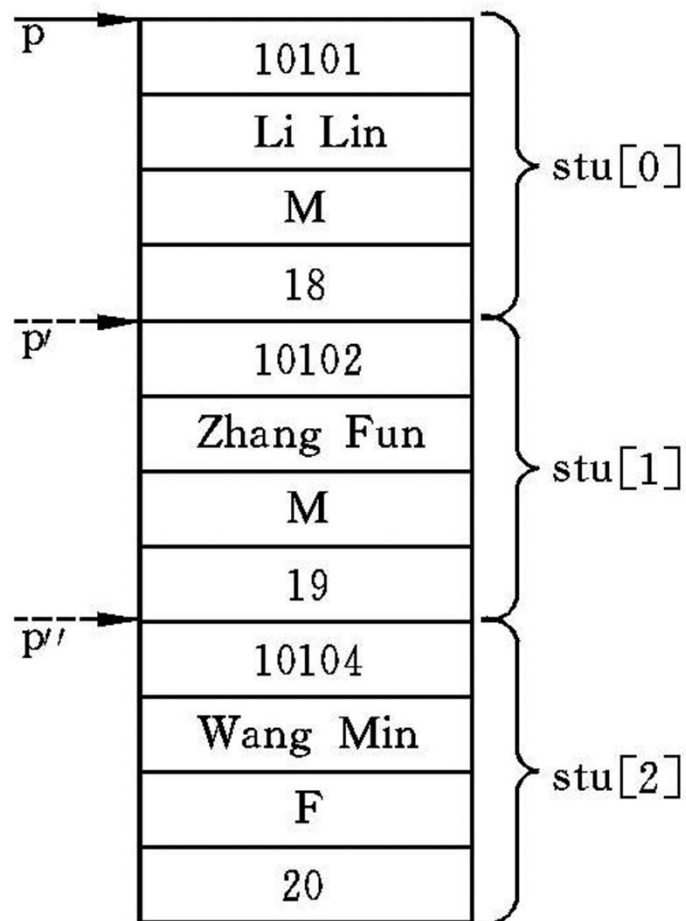 p
10101
Li Lin
M
18
stu[0]
p′
10102
Zhang Fun
M
19
stu[1]
p′′
10104
Wang Min
F
20
stu[2]